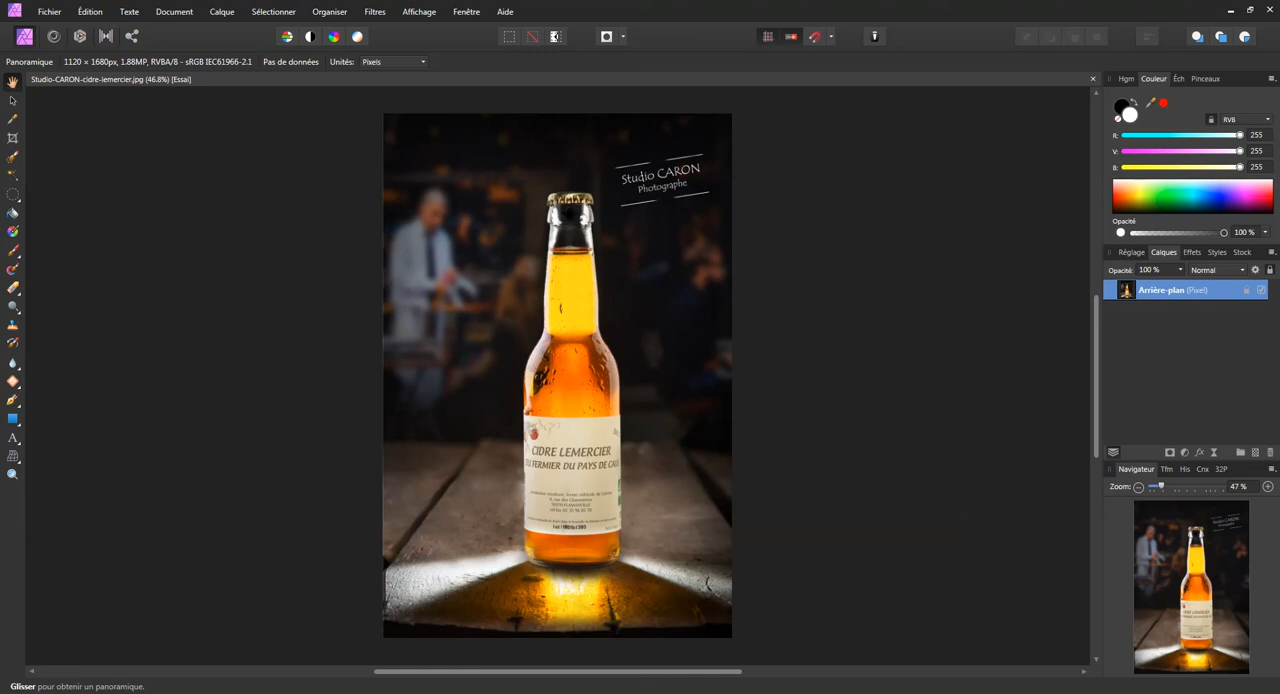 Fichier Édition Texte Document Calque Sélectionner Organiser Filtres Affichage Fenêtre Aide
Panoramique 1120 × 1680px, 1.88MP, RVBA/8 - sRGB IEC61966-2.1 Pas de données Unités: Pixels
Studio-CARON-cidre-lemercier.jpg (46.8%) [Essai]
Hgm Couleur Éch Pinceaux
RVB
R: 255
V: 255
B: 255
Opacité
100 %
Réglage Calques Effets Styles Stock
Opacité: 100 % Normal
Arrière-plan (Pixel)
Navigateur Tfm His Cnx 32P
Zoom: 47 %
Studio CARON
Photographe
CIDRE LEMERCIER
FERMIER DU PAYS DE CAU
Glisser pour obtenir un panoramique.